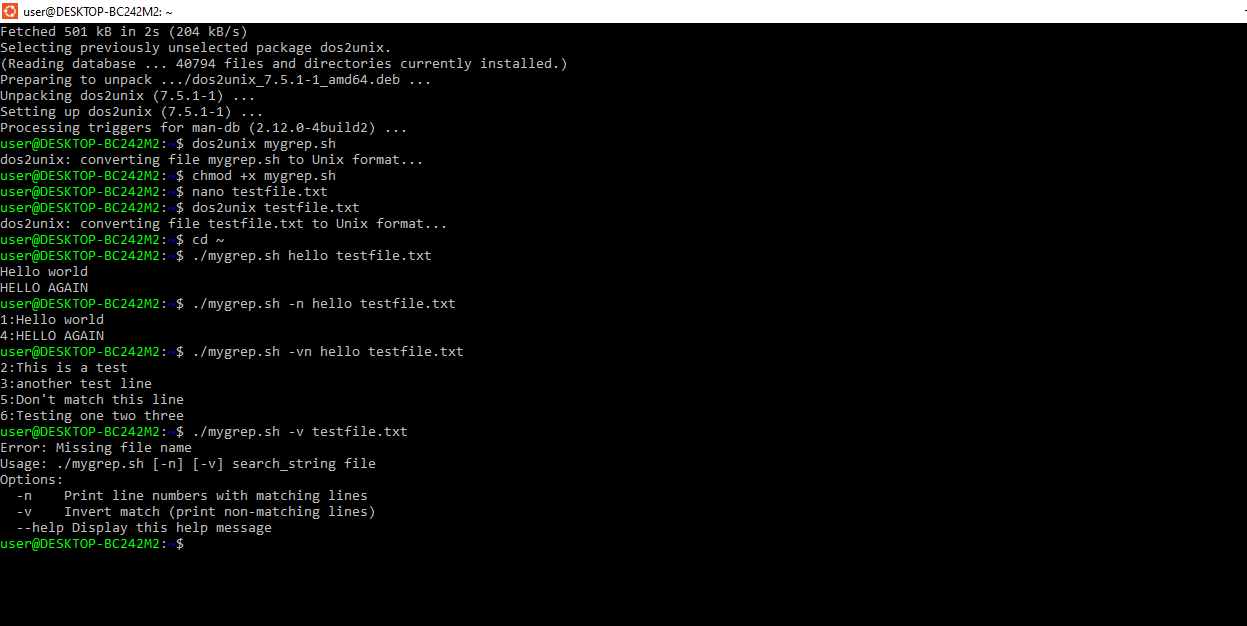 user@DESKTOP-BC242M2: ~
Fetched 501 kB in 2s (204 kB/s)
Selecting previously unselected package dos2unix.
(Reading database ... 40794 files and directories currently installed.)
Preparing to unpack .../dos2unix_7.5.1-1_amd64.deb ...
Unpacking dos2unix (7.5.1-1) ...
Setting up dos2unix (7.5.1-1) ...
Processing triggers for man-db (2.12.0-4build2) ...
user@DESKTOP-BC242M2:~$ dos2unix mygrep.sh
dos2unix: converting file mygrep.sh to Unix format...
user@DESKTOP-BC242M2:~$ chmod +x mygrep.sh
user@DESKTOP-BC242M2:~$ nano testfile.txt
user@DESKTOP-BC242M2:~$ dos2unix testfile.txt
dos2unix: converting file testfile.txt to Unix format...
user@DESKTOP-BC242M2:~$ cd ~
user@DESKTOP-BC242M2:~$ ./mygrep.sh hello testfile.txt
Hello world
HELLO AGAIN
user@DESKTOP-BC242M2:~$ ./mygrep.sh -n hello testfile.txt
1:Hello world
4:HELLO AGAIN
user@DESKTOP-BC242M2:~$ ./mygrep.sh -vn hello testfile.txt
2:This is a test
3:another test line
5:Don't match this line
6:Testing one two three
user@DESKTOP-BC242M2:~$ ./mygrep.sh -v testfile.txt
Error: Missing file name
Usage: ./mygrep.sh [-n] [-v] search_string file
Options:
  -n    Print line numbers with matching lines
  -v    Invert match (print non-matching lines)
  --help Display this help message
user@DESKTOP-BC242M2:~$